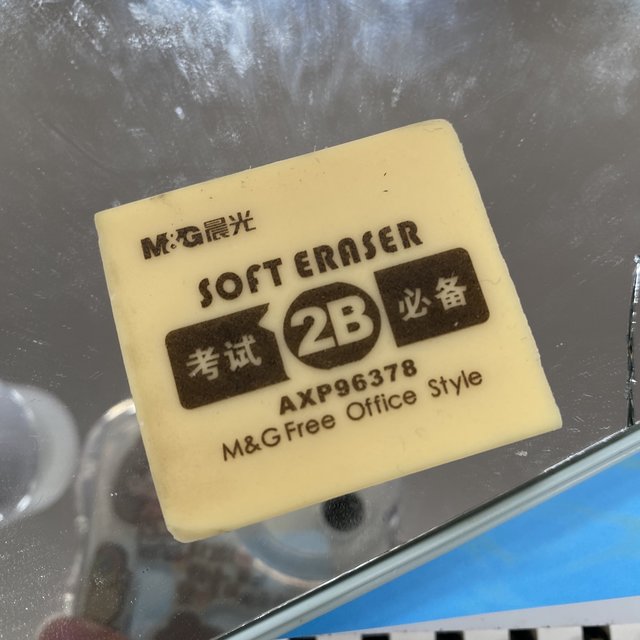 M&G晨光
SOFT ERASER
考试 2B 必备
AXP96378
M&G Free Office Style